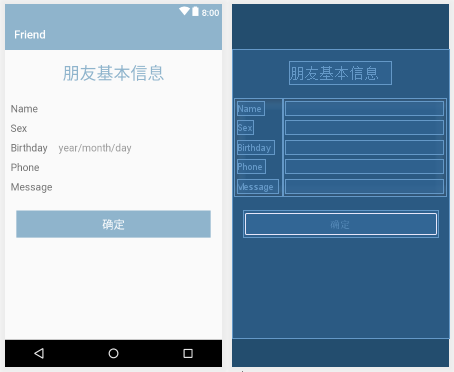 8:00
Friend
朋友基本信息
Name
Sex
Birthday year/month/day
Phone
Message
确定
朋友基本信息
Name
Sex
Birthday
Phone
Message
确定